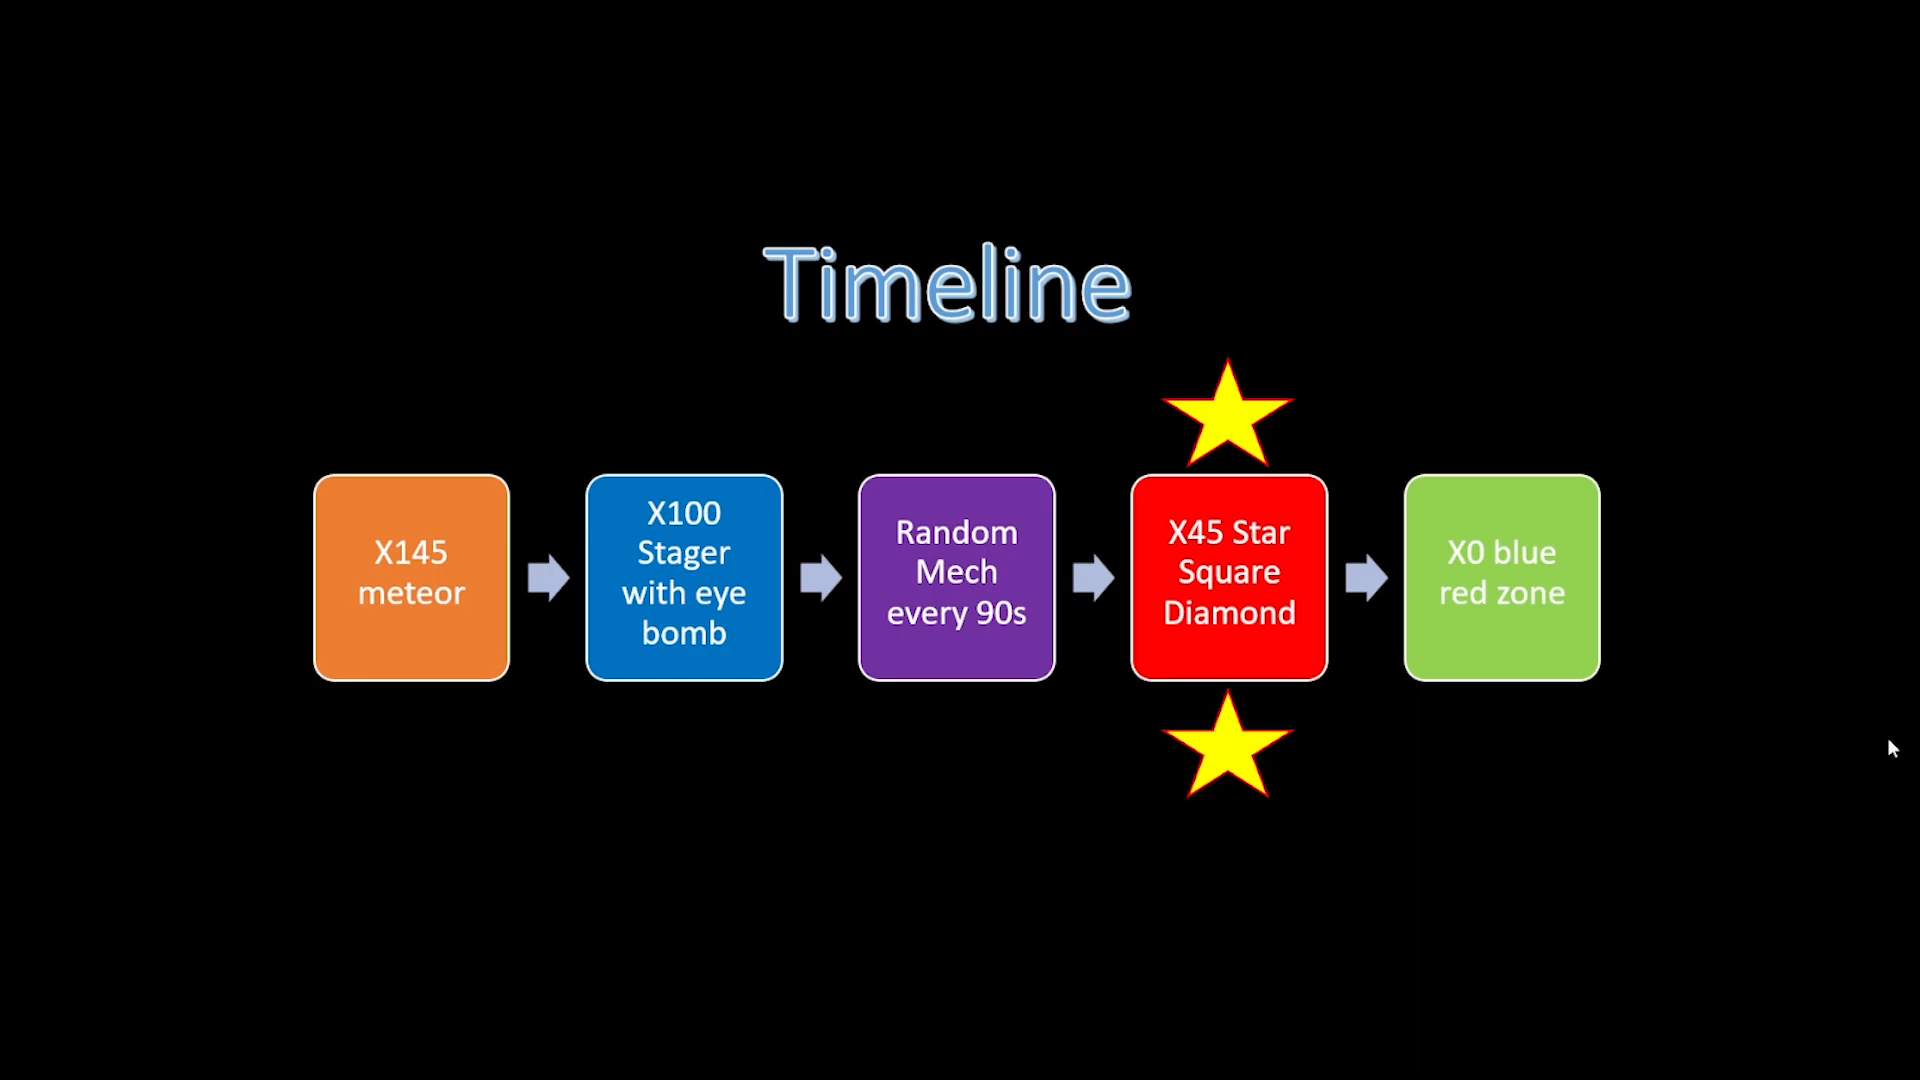 Timeline
X145
meteor
X100
Stager
with eye
bomb
Random
Mech
every 90s
X45 Star
Square
Diamond
X0 blue
red zone